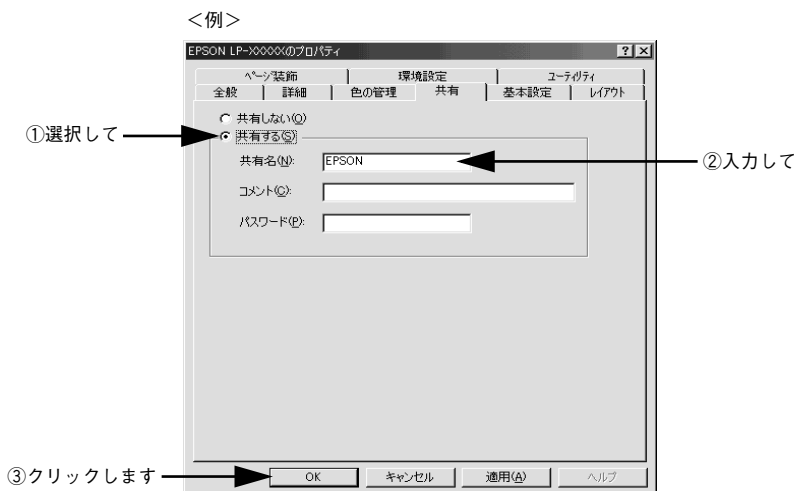 ＜例＞
EPSON LP-XXXXXのプロパティ
ページ装飾 環境設定 ユーティリティ
全般 詳細 色の管理 共有 基本設定 レイアウト
共有しない(O)
①選択して
共有する(S)
共有名(N): EPSON
②入力して
コメント(C):
パスワード(P):
③クリックします
OK キャンセル 適用(A) ヘルプ